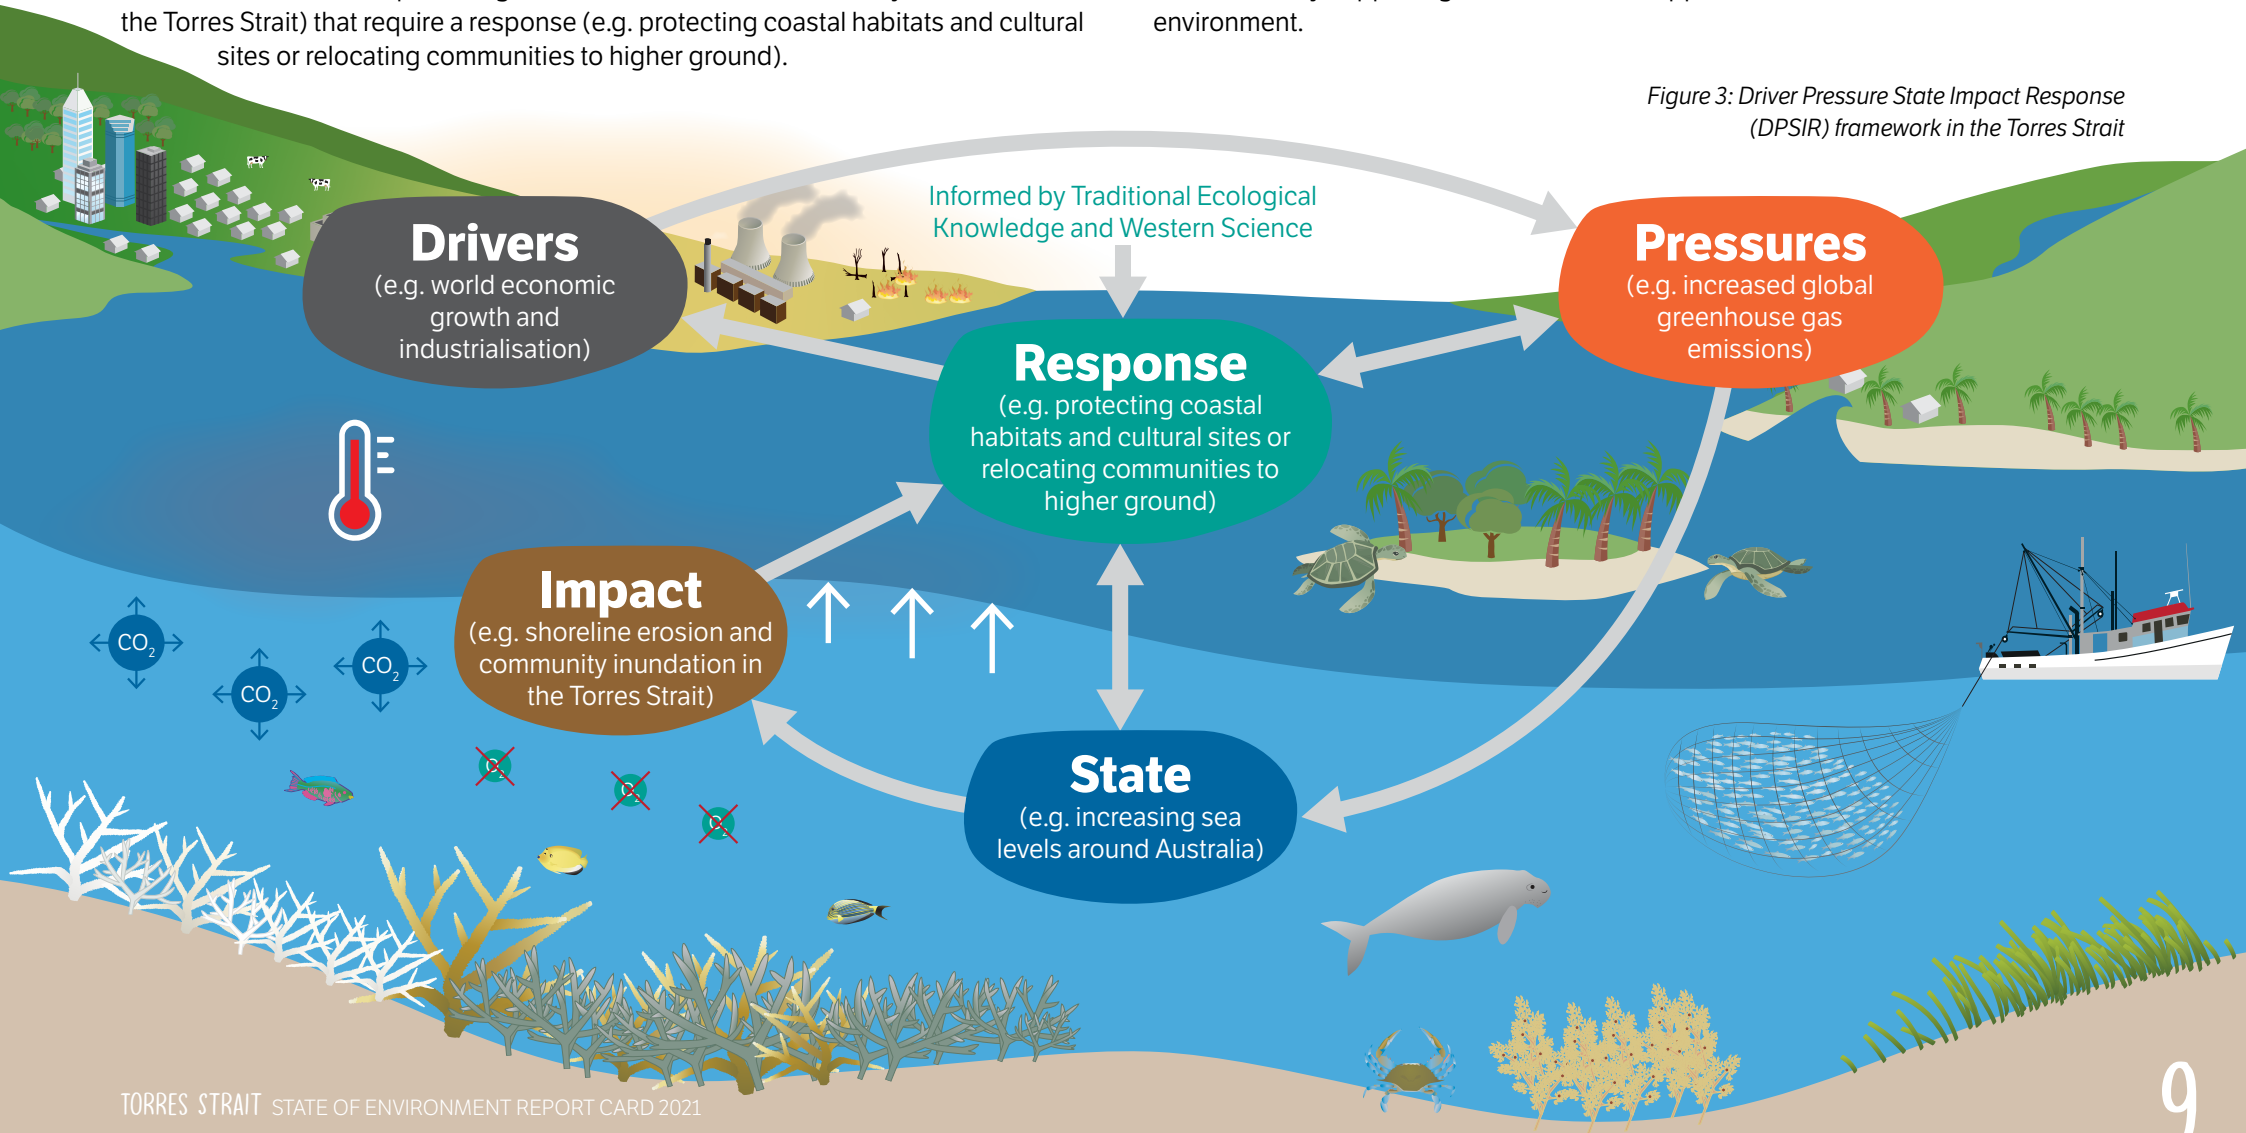 the Torres Strait) that require a response (e.g. protecting coastal habitats and cultural
sites or relocating communities to higher ground).
environment.
Figure 3: Driver Pressure State Impact Response
(DPSIR) framework in the Torres Strait
Informed by Traditional Ecological
Knowledge and Western Science
Drivers
(e.g. world economic
growth and
industrialisation)
Pressures
(e.g. increased global
greenhouse gas
emissions)
Response
(e.g. protecting coastal
habitats and cultural sites or
relocating communities to
higher ground)
Impact
(e.g. shoreline erosion and
community inundation in
the Torres Strait)
CO2
CO2
CO2
O2
O2
O2
State
(e.g. increasing sea
levels around Australia)
TORRES STRAIT STATE OF ENVIRONMENT REPORT CARD 2021
9